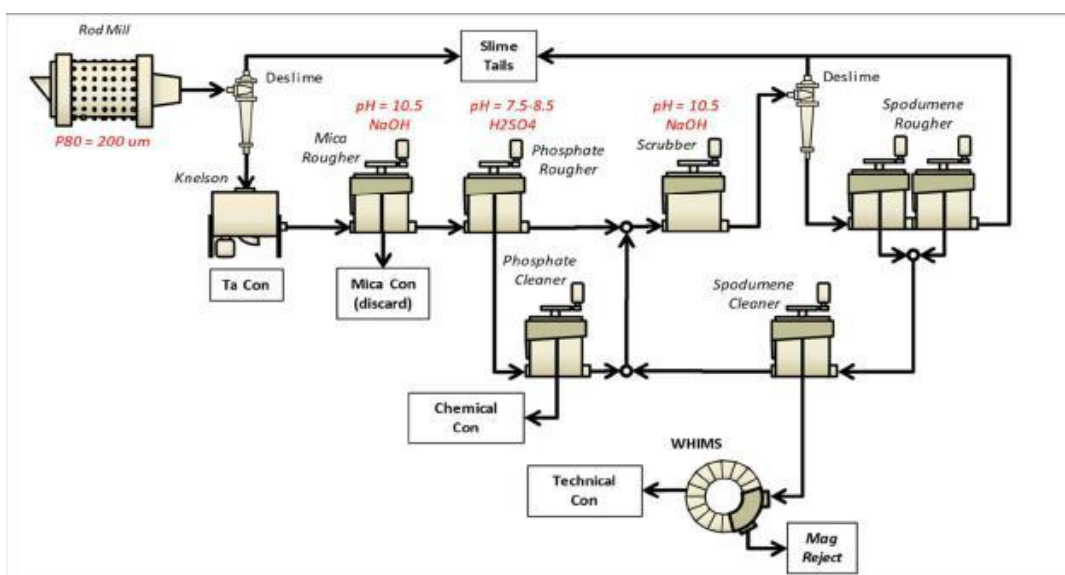 Rod Mill
P80 = 200 um
Deslime
Slime
Tails
Deslime
Knelson
Ta Con
pH = 10.5
NaOH
Mica
Rougher
Mica Con
(discard)
pH = 7.5-8.5
H2SO4
Phosphate
Rougher
pH = 10.5
NaOH
Scrubber
Spodumene
Rougher
Phosphate
Cleaner
Spodumene
Cleaner
Chemical
Con
WHIMS
Technical
Con
Mag
Reject